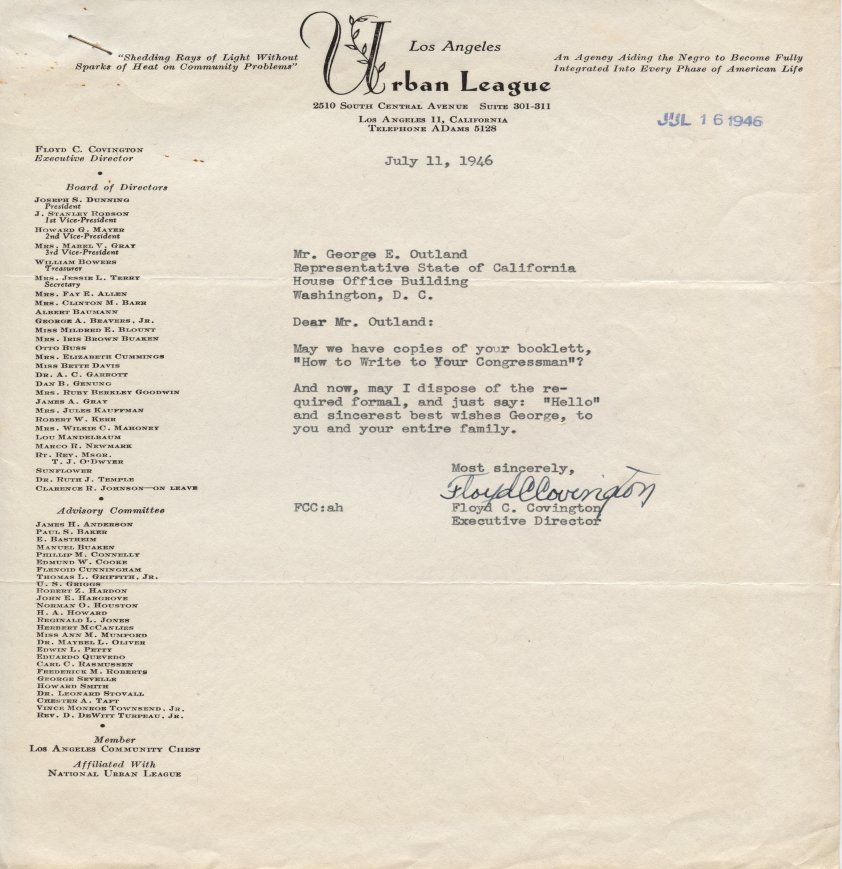 "Shedding Rays of Light Without
Sparks of Heat on Community Problems"
Los Angeles
Urban League
2510 South Central Avenue Suite 301-311
Los Angeles 11, California
Telephone ADams 5128
An Agency Aiding the Negro to Become Fully
Integrated Into Every Phase of American Life
JUL 16 1946
July 11, 1946
Floyd C. Covington
Executive Director
Board of Directors
Joseph S. Dunning
President
J. Stanley Robson
1st Vice-President
Howard G. Mayer
2nd Vice-President
Mrs. Mabel V. Gray
3rd Vice-President
William Bowers
Treasurer
Mrs. Jessie L. Terry
Secretary
Mrs. Fay E. Allen
Mrs. Clinton M. Barr
Albert Baumann
George A. Beavers, Jr.
Miss Mildred E. Blount
Mrs. Iris Brown Buaken
Otto Buss
Mrs. Elizabeth Cummings
Miss Bette Davis
Dr. A. C. Garrott
Dan B. Genung
Mrs. Ruby Berkley Goodwin
James A. Gray
Mrs. Jules Kauffman
Robert W. Kerr
Mrs. Wilkie C. Mahoney
Lou Mandelbaum
Marco R. Newmark
Rt. Rev. Msgr.
T. J. O'Dwyer
Sunflower
Dr. Ruth J. Temple
Clarence R. Johnson—on leave
Advisory Committee
James H. Anderson
Paul S. Baker
E. Bastheim
Manuel Buaken
Phillip M. Connelly
Edmund W. Cooke
Flenoid Cunningham
Thomas L. Griffith, Jr.
U. S. Griggs
Robert Z. Hardon
John E. Hargrove
Norman O. Houston
H. A. Howard
Reginald L. Jones
Herbert McCanlies
Miss Ann M. Mumford
Dr. Maybel L. Oliver
Edwin L. Petty
Eduardo Quevedo
Carl C. Rasmussen
Frederick M. Roberts
George Sevelle
Howard Smith
Dr. Leonard Stovall
Chester A. Taft
Vince Monroe Townsend, Jr.
Rev. D. DeWitt Turpeau, Jr.
Member
Los Angeles Community Chest
Affiliated With
National Urban League
Mr. George E. Outland
Representative State of California
House Office Building
Washington, D. C.
Dear Mr. Outland:
May we have copies of your booklett,
"How to Write to Your Congressman"?
And now, may I dispose of the re-
quired formal, and just say: "Hello"
and sincerest best wishes George, to
you and your entire family.
Most sincerely,
Floyd C Covington
FCC:ah
Floyd C. Covington
Executive Director